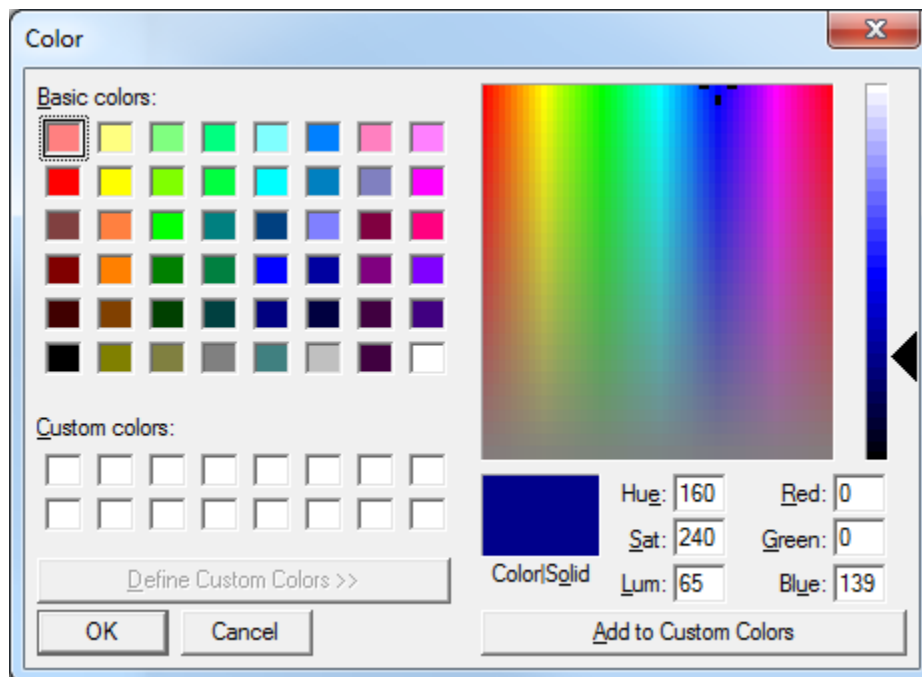 Color
Basic colors:
Custom colors:
Define Custom Colors >>
OK Cancel
Color|Solid
Hue: 160 Red: 0
Sat: 240 Green: 0
Lum: 65 Blue: 139
Add to Custom Colors